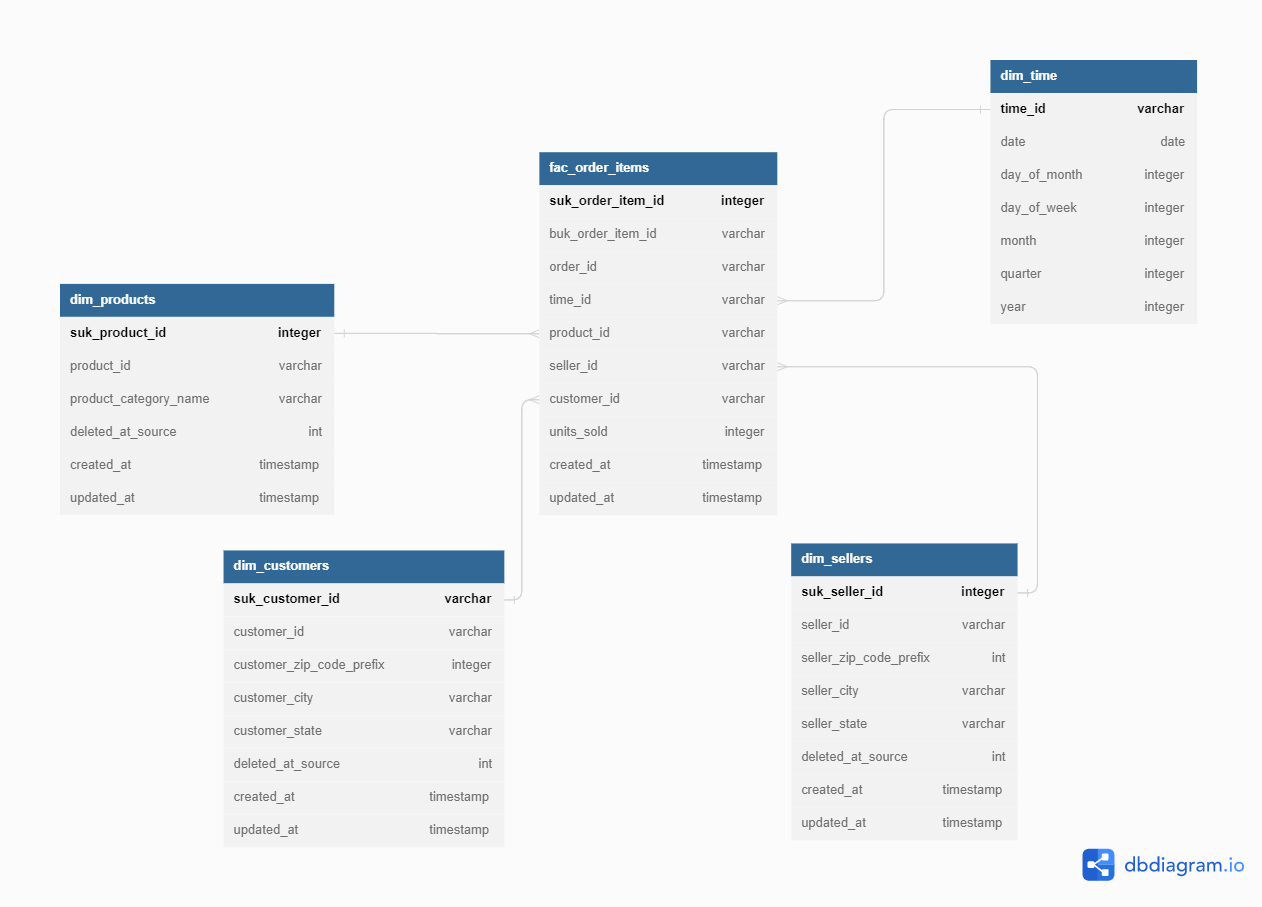 dim_time
time_id varchar
date date
day_of_month integer
day_of_week integer
month integer
quarter integer
year integer
fac_order_items
suk_order_item_id integer
buk_order_item_id varchar
order_id varchar
time_id varchar
product_id varchar
seller_id varchar
customer_id varchar
units_sold integer
created_at timestamp
updated_at timestamp
dim_products
suk_product_id integer
product_id varchar
product_category_name varchar
deleted_at_source int
created_at timestamp
updated_at timestamp
dim_customers
suk_customer_id varchar
customer_id varchar
customer_zip_code_prefix integer
customer_city varchar
customer_state varchar
deleted_at_source int
created_at timestamp
updated_at timestamp
dim_sellers
suk_seller_id integer
seller_id varchar
seller_zip_code_prefix int
seller_city varchar
seller_state varchar
deleted_at_source int
created_at timestamp
updated_at timestamp
dbdiagram.io